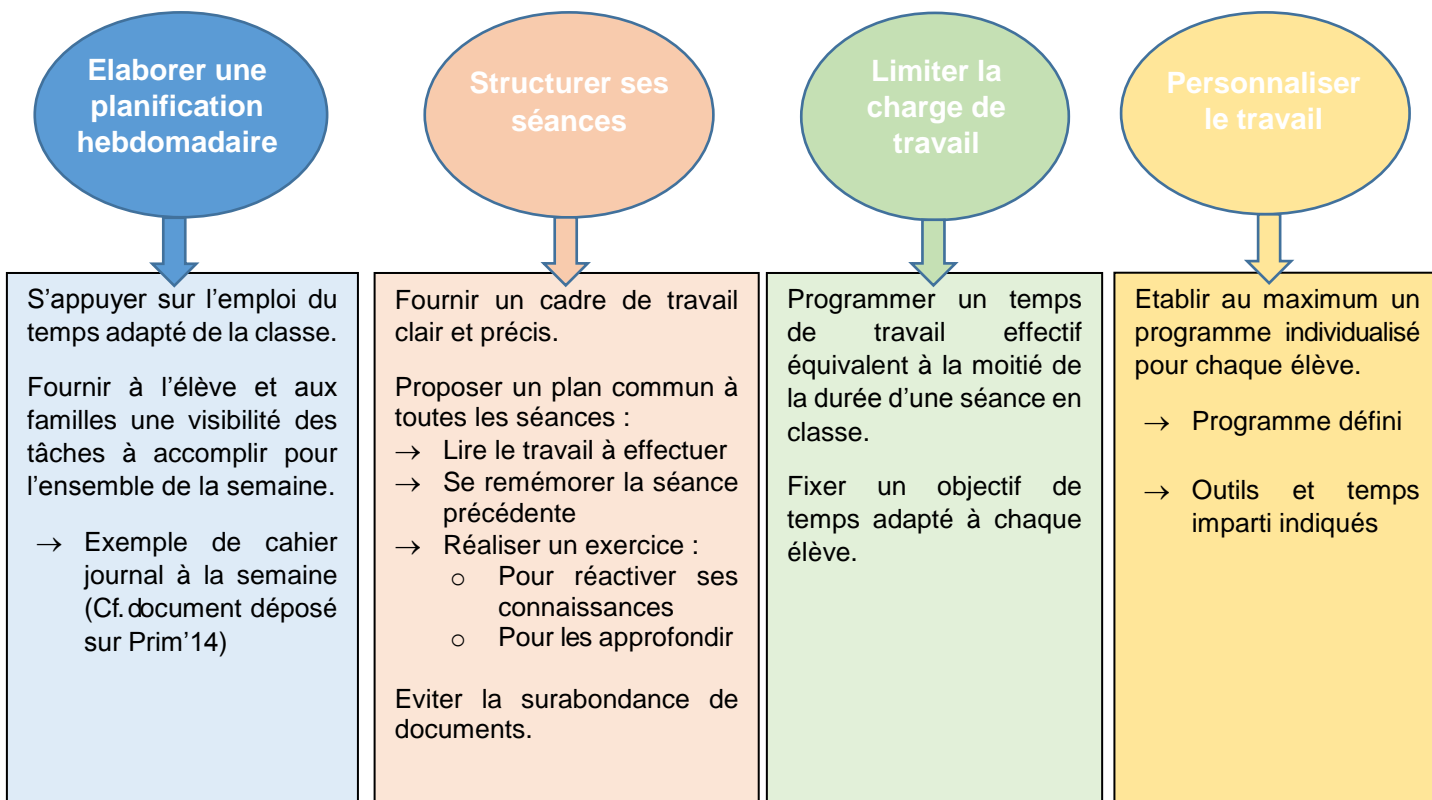 Elaborer une
planification
hebdomadaire
Structurer ses
séances
Limiter la
charge de
travail
Personnaliser
le travail
S'appuyer sur l'emploi du
temps adapté de la classe.
Fournir à l'élève et aux
familles une visibilité des
tâches à accomplir pour
l'ensemble de la semaine.
→ Exemple de cahier
journal à la semaine
(Cf. document déposé
sur Prim'14)
Fournir un cadre de travail
clair et précis.
Proposer un plan commun à
toutes les séances :
→ Lire le travail à effectuer
→ Se remémorer la séance
précédente
→ Réaliser un exercice :
o Pour réactiver ses
connaissances
o Pour les approfondir
Eviter la surabondance de
documents.
Programmer un temps
de travail effectif
équivalent à la moitié de
la durée d'une séance en
classe.
Fixer un objectif de
temps adapté à chaque
élève.
Etablir au maximum un
programme individualisé
pour chaque élève.
→ Programme défini
→ Outils et temps
imparti indiqués